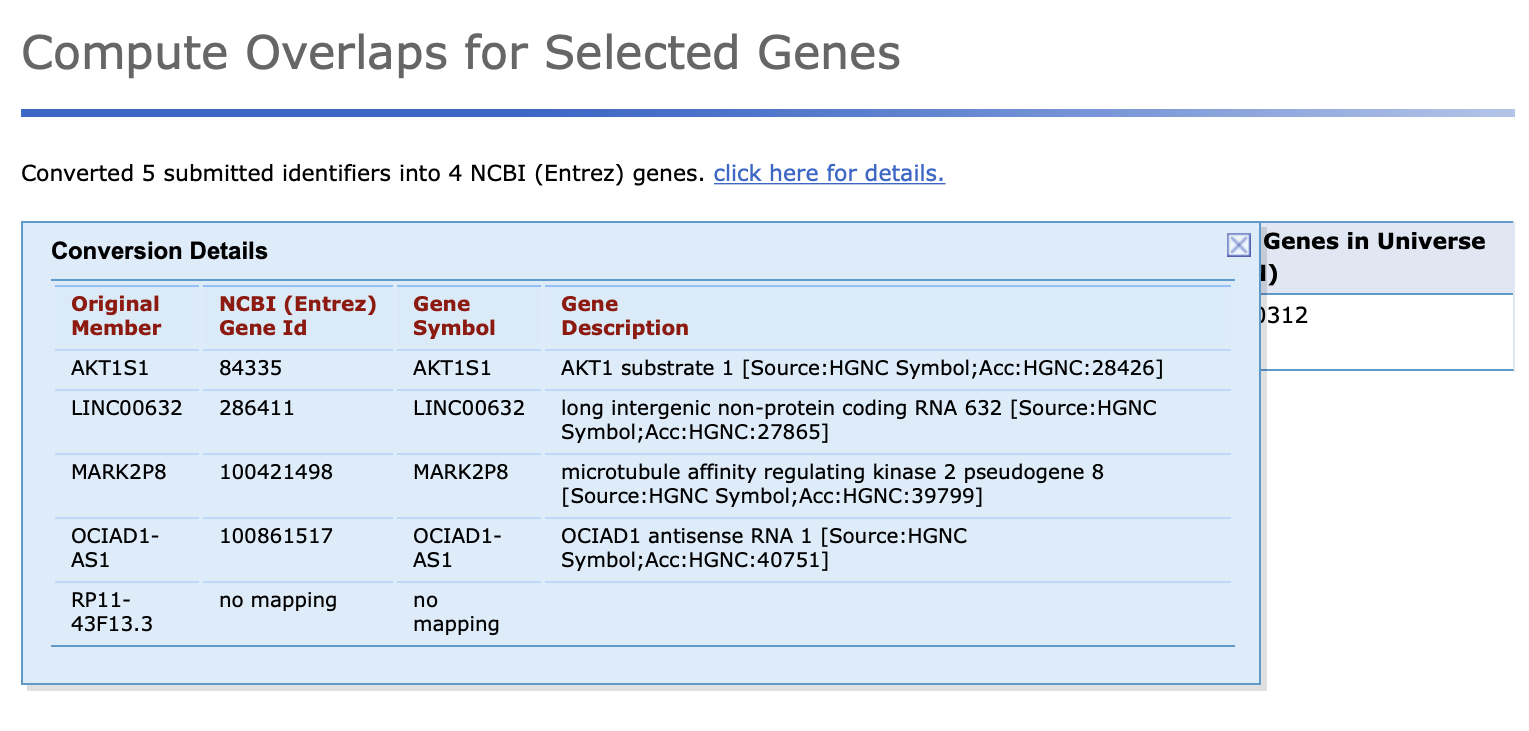 Compute Overlaps for Selected Genes
Converted 5 submitted identifiers into 4 NCBI (Entrez) genes. click here for details.
Conversion Details
Genes in Universe
Original Member NCBI (Entrez) Gene Id Gene Symbol Gene Description
AKT1S1 84335 AKT1S1 AKT1 substrate 1 [Source:HGNC Symbol;Acc:HGNC:28426]
LINC00632 286411 LINC00632 long intergenic non-protein coding RNA 632 [Source:HGNC
Symbol;Acc:HGNC:27865]
MARK2P8 100421498 MARK2P8 microtubule affinity regulating kinase 2 pseudogene 8
[Source:HGNC Symbol;Acc:HGNC:39799]
OCIAD1-
AS1 100861517 OCIAD1-
AS1 OCIAD1 antisense RNA 1 [Source:HGNC
Symbol;Acc:HGNC:40751]
RP11-
43F13.3 no mapping no
mapping